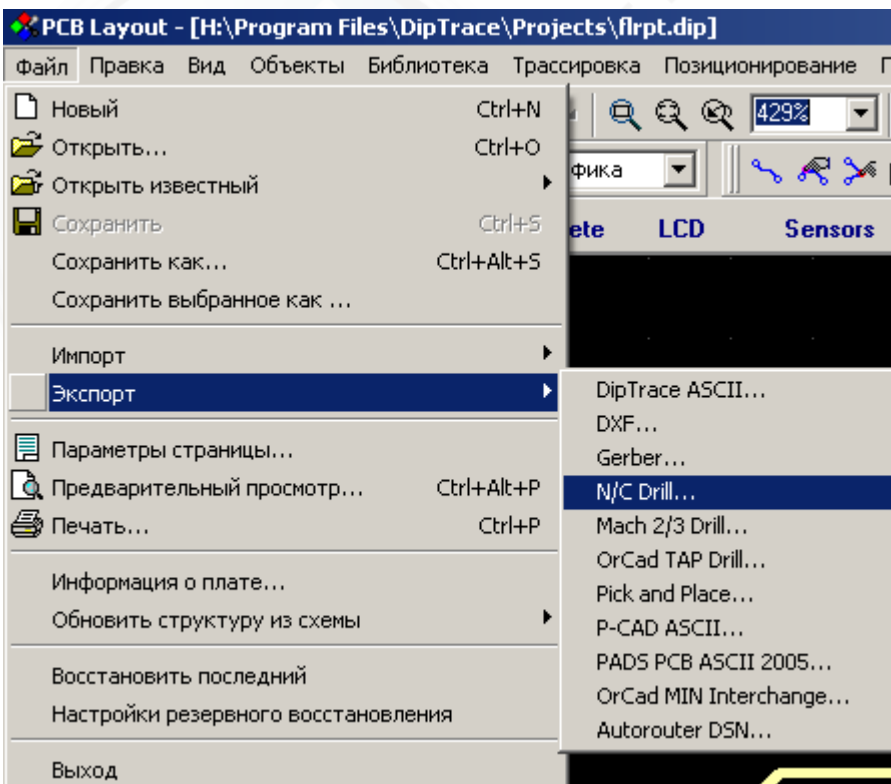 PCB Layout - [H:\Program Files\DipTrace\Projects\flrpt.dip]
Файл Правка Вид Объекты Библиотека Трассировка Позиционирование
Новый Ctrl+N
429%
Открыть... Ctrl+O
Открыть известный
фика
Сохранить Ctrl+S
ete LCD Sensors
Сохранить как... Ctrl+Alt+S
Сохранить выбранное как ...
Импорт
Экспорт
DipTrace ASCII...
DXF...
Gerber...
N/C Drill...
Mach 2/3 Drill...
OrCad TAP Drill...
Pick and Place...
P-CAD ASCII...
PADS PCB ASCII 2005...
OrCad MIN Interchange...
Autorouter DSN...
Параметры страницы...
Предварительный просмотр... Ctrl+Alt+P
Печать... Ctrl+P
Информация о плате...
Обновить структуру из схемы
Восстановить последний
Настройки резервного восстановления
Выход